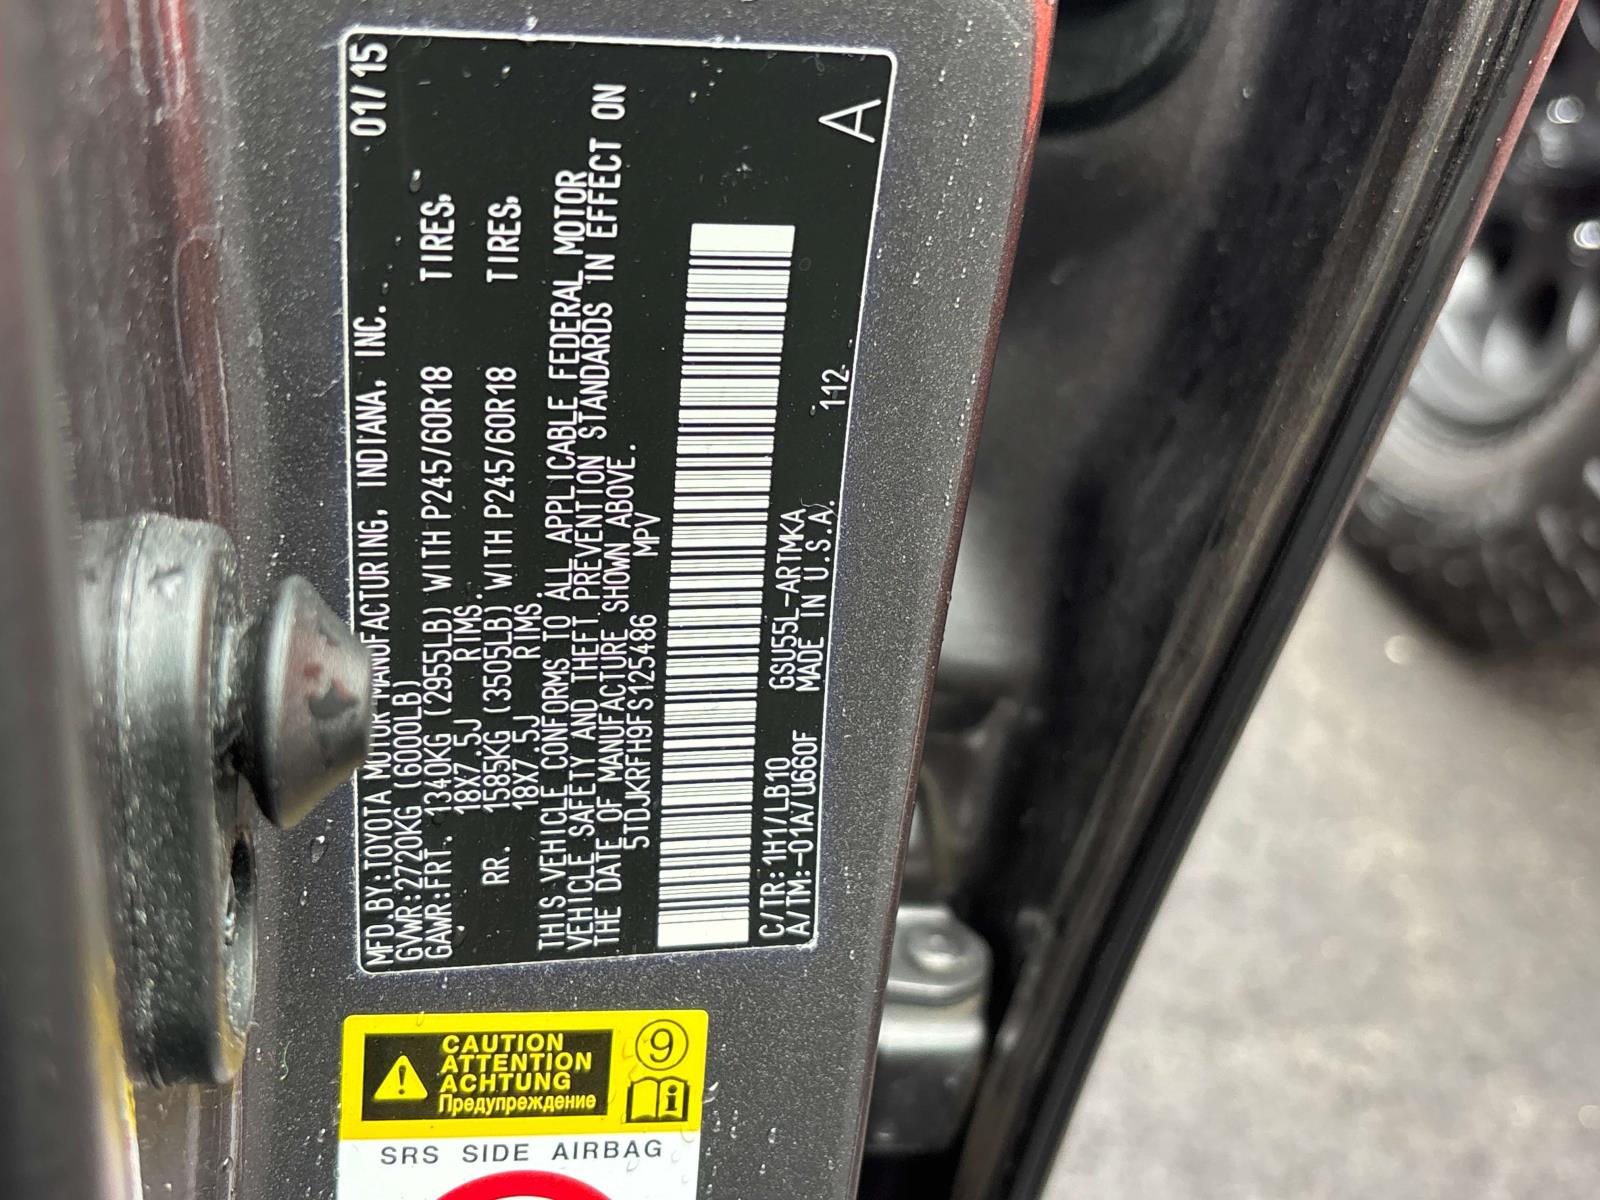 MFD.BY:TOYOTA MOTOR MANUFACTURING, INDIANA, INC. 01/15
GVWR:2720KG (6000LB)
GAWR:FRT. 1340KG (2955LB) WITH P245/60R18 TIRES,
18X7.5J RIMS.
RR. 1585KG (3505LB) WITH P245/60R18 TIRES,
18X7.5J RIMS.
THIS VEHICLE CONFORMS TO ALL APPLICABLE FEDERAL MOTOR
VEHICLE SAFETY AND THEFT PREVENTION STANDARDS IN EFFECT ON
THE DATE OF MANUFACTURE SHOWN ABOVE.
5TDJKRFH9FS125486 MPV
C/TR:1H1/LB10 GSU55L-ARTMKA
A/TM:-01A/U660F MADE IN U.S.A. 112
A
CAUTION
ATTENTION
ACHTUNG
Предупреждение
9
i
SRS SIDE AIRBAG